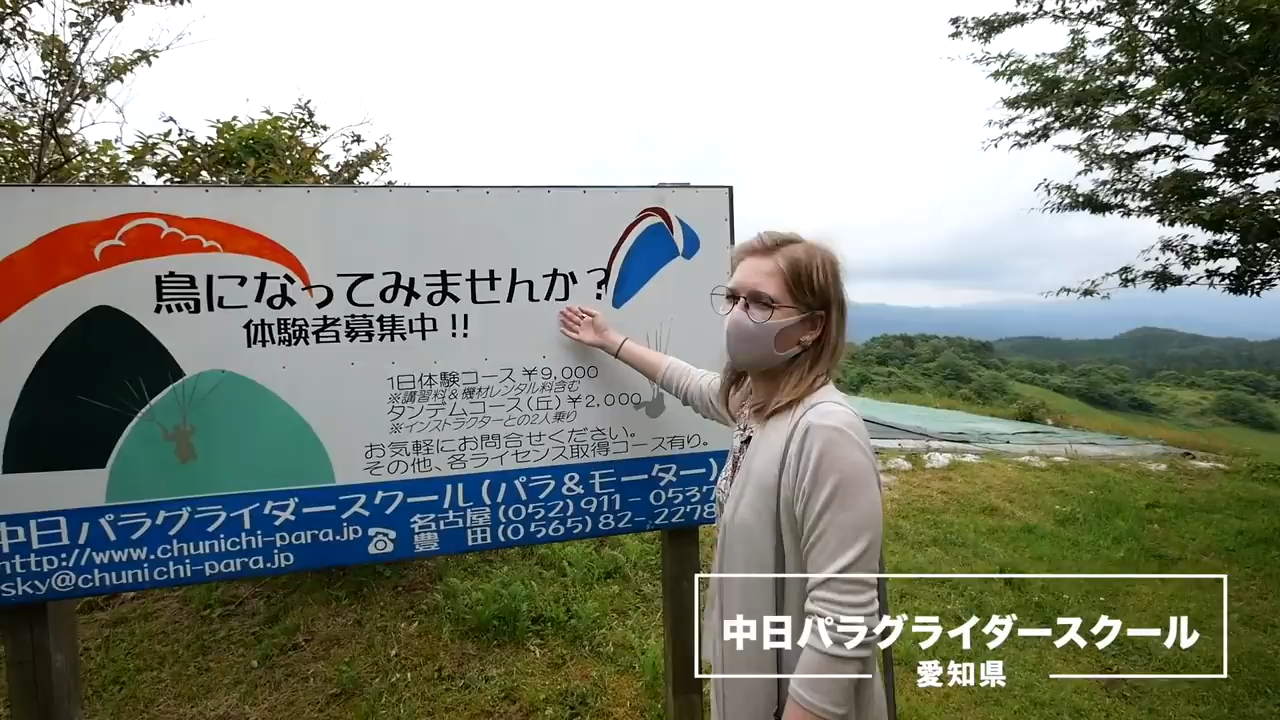 鳥になってみませんか?
体験者募集中!!
1日体験コース ¥9,000
※講習料&機材レンタル料含む
タンデムコース(丘)¥2,000
※インストラクターとの2人乗り
お気軽にお問合せください。
その他、各ライセンス取得コース有り。
中日パラグライダースクール(パラ&モーター)
http://www.chunichi-para.jp
sky@chunichi-para.jp
☎ 名古屋(052)911-0537
豊 田(0565)82-2278
中日パラグライダースクール
愛知県